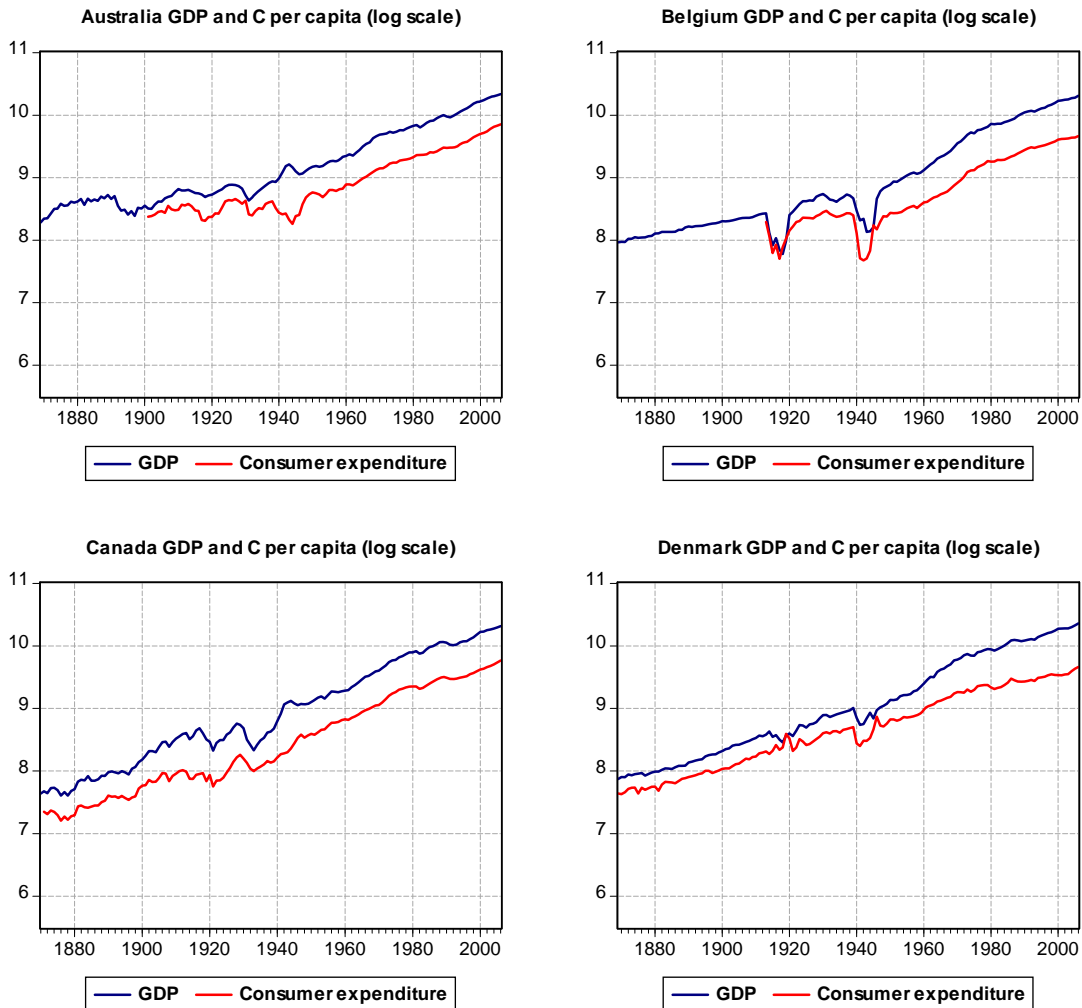 Australia GDP and C per capita (log scale)
11
10
9
8
7
6
1880 1900 1920 1940 1960 1980 2000
GDP Consumer expenditure
Belgium GDP and C per capita (log scale)
11
10
9
8
7
6
1880 1900 1920 1940 1960 1980 2000
GDP Consumer expenditure
Canada GDP and C per capita (log scale)
11
10
9
8
7
6
1880 1900 1920 1940 1960 1980 2000
GDP Consumer expenditure
Denmark GDP and C per capita (log scale)
11
10
9
8
7
6
1880 1900 1920 1940 1960 1980 2000
GDP Consumer expenditure